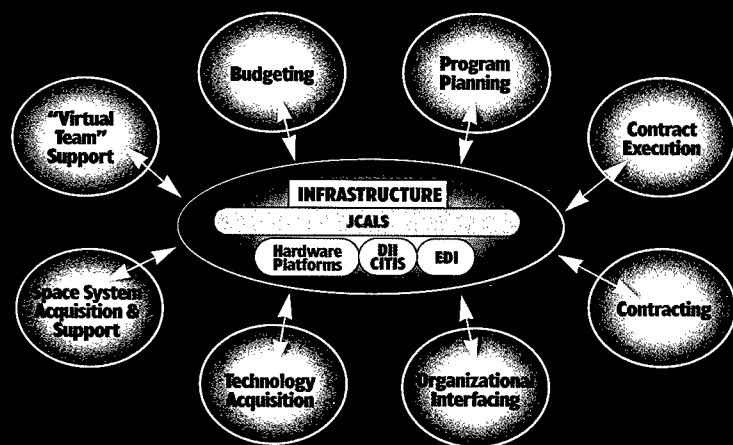 Budgeting
Program
Planning
"Virtual
Team"
Support
Contract
Execution
INFRASTRUCTURE
JCALS
Hardware
Platforms
DII
CITIS
EDI
Space System
Acquisition &
Support
Contracting
Technology
Acquisition
Organizational
Interfacing